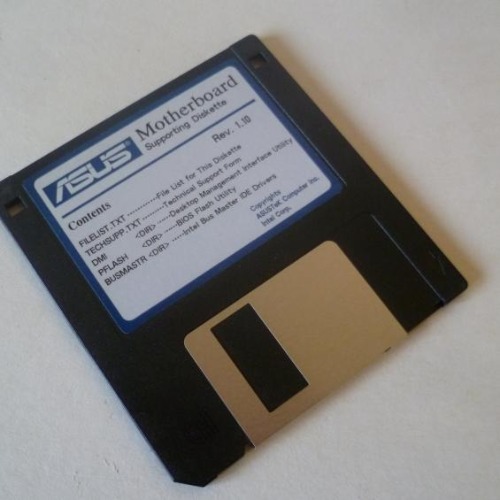 ASUS® Motherboard
Supporting Diskette
Rev. 1.10
Contents
FILELIST.TXT ............File List for This Diskette
TECHSUPP.TXT ........Technical Support Form
DMI <DIR> -----Desktop Management Interface Utility
PFLASH <DIR> -----BIOS Flash Utility
BUSMASTR <DIR> ----Intel Bus Master IDE Drivers
Copyrights
ASUSTeK Computer Inc.
Intel Corp.